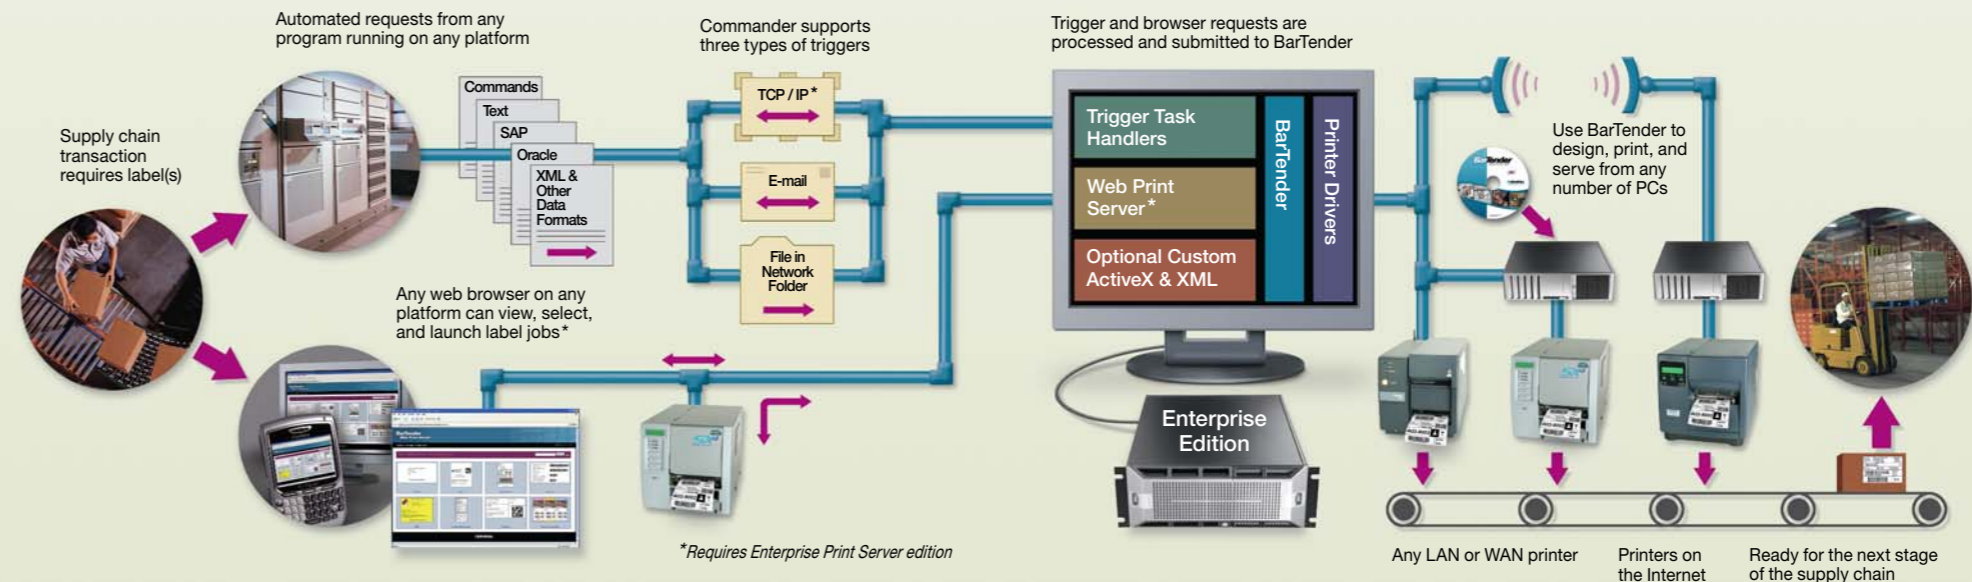 Supply chain
transaction
requires label(s)
Automated requests from any
program running on any platform
Commands
Text
SAP
Oracle
XML &
Other
Data
Formats
Any web browser on any
platform can view, select,
and launch label jobs*
Commander supports
three types of triggers
TCP / IP*
E-mail
File in
Network
Folder
*Requires Enterprise Print Server edition
Trigger and browser requests are
processed and submitted to BarTender
Trigger Task
Handlers
Web Print
Server*
Optional Custom
ActiveX & XML
BarTender
Printer Drivers
Enterprise
Edition
Use BarTender to
design, print, and
serve from any
number of PCs
BarTender
Any LAN or WAN printer
Printers on
the Internet
Ready for the next stage
of the supply chain